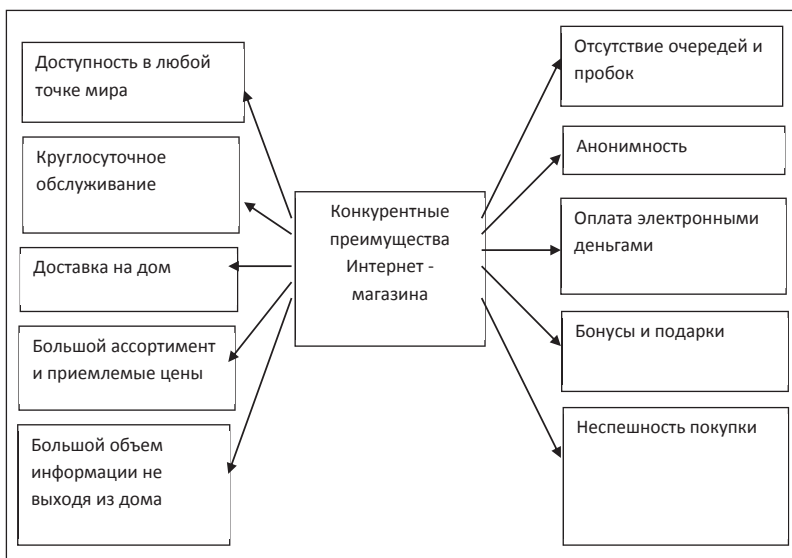 Доступность в любой
точке мира
Круглосуточное
обслуживание
Доставка на дом
Большой ассортимент
и приемлемые цены
Большой объем
информации не
выходя из дома
Конкурентные
преимущества
Интернет -
магазина
Отсутствие очередей и
пробок
Анонимность
Оплата электронными
деньгами
Бонусы и подарки
Неспешность покупки